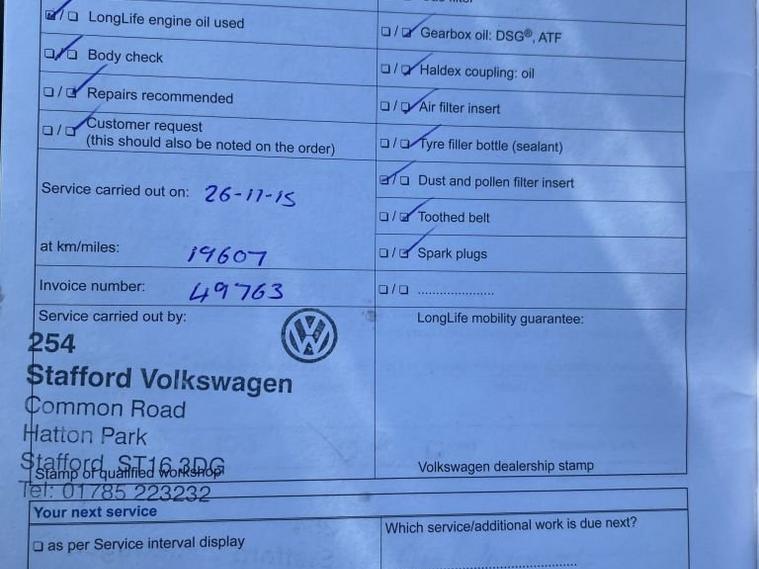 LongLife engine oil used
Body check
Repairs recommended
Customer request
(this should also be noted on the order)
Service carried out on: 26-11-15
at km/miles: 19607
Invoice number: 49763
Service carried out by:
254
Stafford Volkswagen
Common Road
Hatton Park
Stafford, ST16 3DG
Stamp of qualified workshop
Tel: 01785 223232
Gearbox oil: DSG®, ATF
Haldex coupling: oil
Air filter insert
Tyre filler bottle (sealant)
Dust and pollen filter insert
Toothed belt
Spark plugs
......................
LongLife mobility guarantee:
Volkswagen dealership stamp
Your next service
as per Service interval display
Which service/additional work is due next?